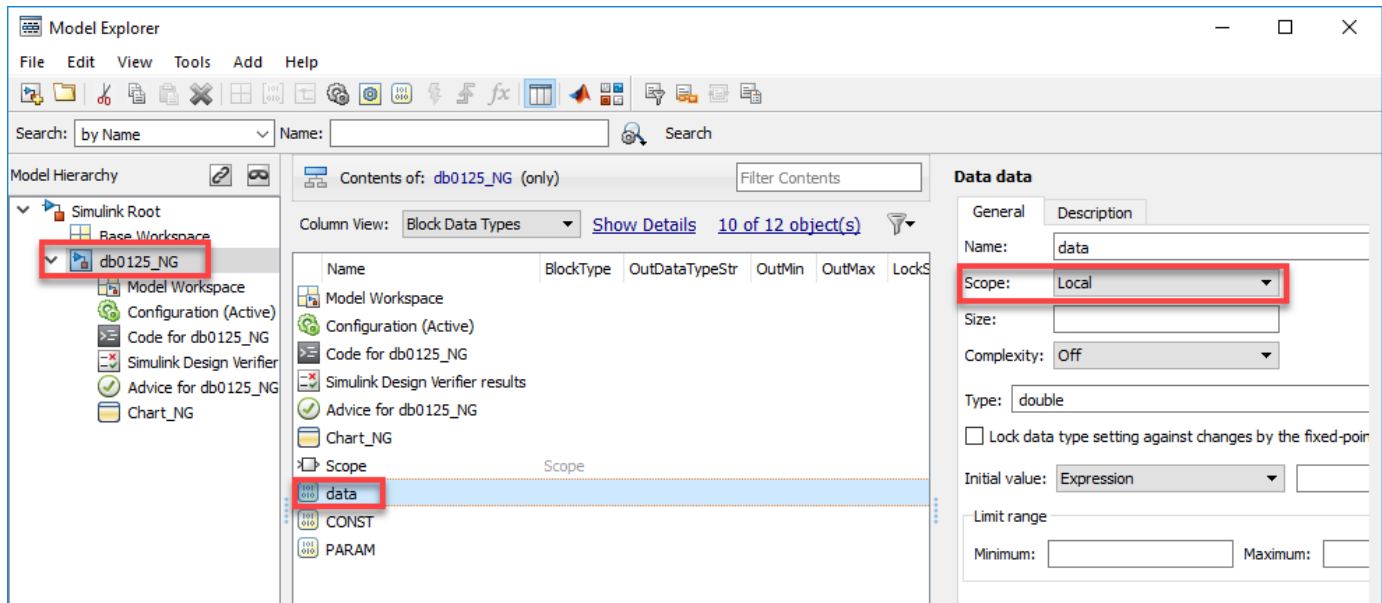 Model Explorer
File Edit View Tools Add Help
fx
Search: by Name Name: Search
Model Hierarchy
Simulink Root
Base Workspace
db0125_NG
Model Workspace
Configuration (Active)
Code for db0125_NG
Simulink Design Verifier
Advice for db0125_NG
Chart_NG
Contents of: db0125_NG (only) Filter Contents
Column View: Block Data Types Show Details 10 of 12 object(s)
Name BlockType OutDataTypeStr OutMin OutMax LockS
Model Workspace
Configuration (Active)
Code for db0125_NG
Simulink Design Verifier results
Advice for db0125_NG
Chart_NG
Scope Scope
data
CONST
PARAM
Data data
General Description
Name: data
Scope: Local
Size:
Complexity: Off
Type: double
Lock data type setting against changes by the fixed-poin
Initial value: Expression
Limit range
Minimum: Maximum: